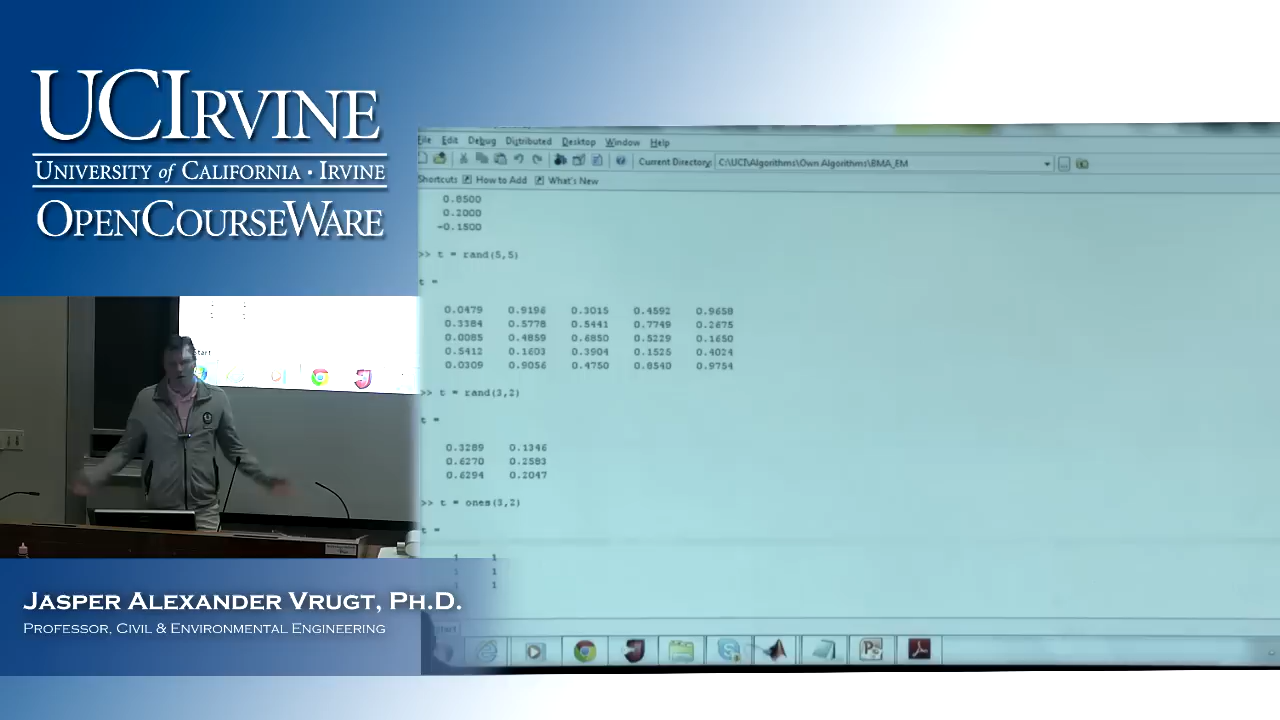 UCIRVINE
UNIVERSITY of CALIFORNIA · IRVINE
OPENCOURSEWARE
File Edit Debug Distributed Desktop Window Help
Current Directory: C:\UCI\Algorithms\Own Algorithms\BMA_EM
Shortcuts How to Add What's New
0.8500
0.2000
-0.1500
>> t = rand(5,5)
t =
0.0479 0.9196 0.3015 0.4592 0.9658
0.3384 0.5778 0.5441 0.7749 0.2675
0.0085 0.4859 0.6850 0.5229 0.1650
0.5412 0.1603 0.3904 0.1525 0.4024
0.0309 0.9056 0.4750 0.8540 0.9754
>> t = rand(3,2)
t =
0.3289 0.1346
0.6270 0.2583
0.6294 0.2047
>> t = ones(3,2)
t =
1 1
1 1
1 1
Start
Start
JASPER ALEXANDER VRUGT, PH.D.
PROFESSOR, CIVIL & ENVIRONMENTAL ENGINEERING